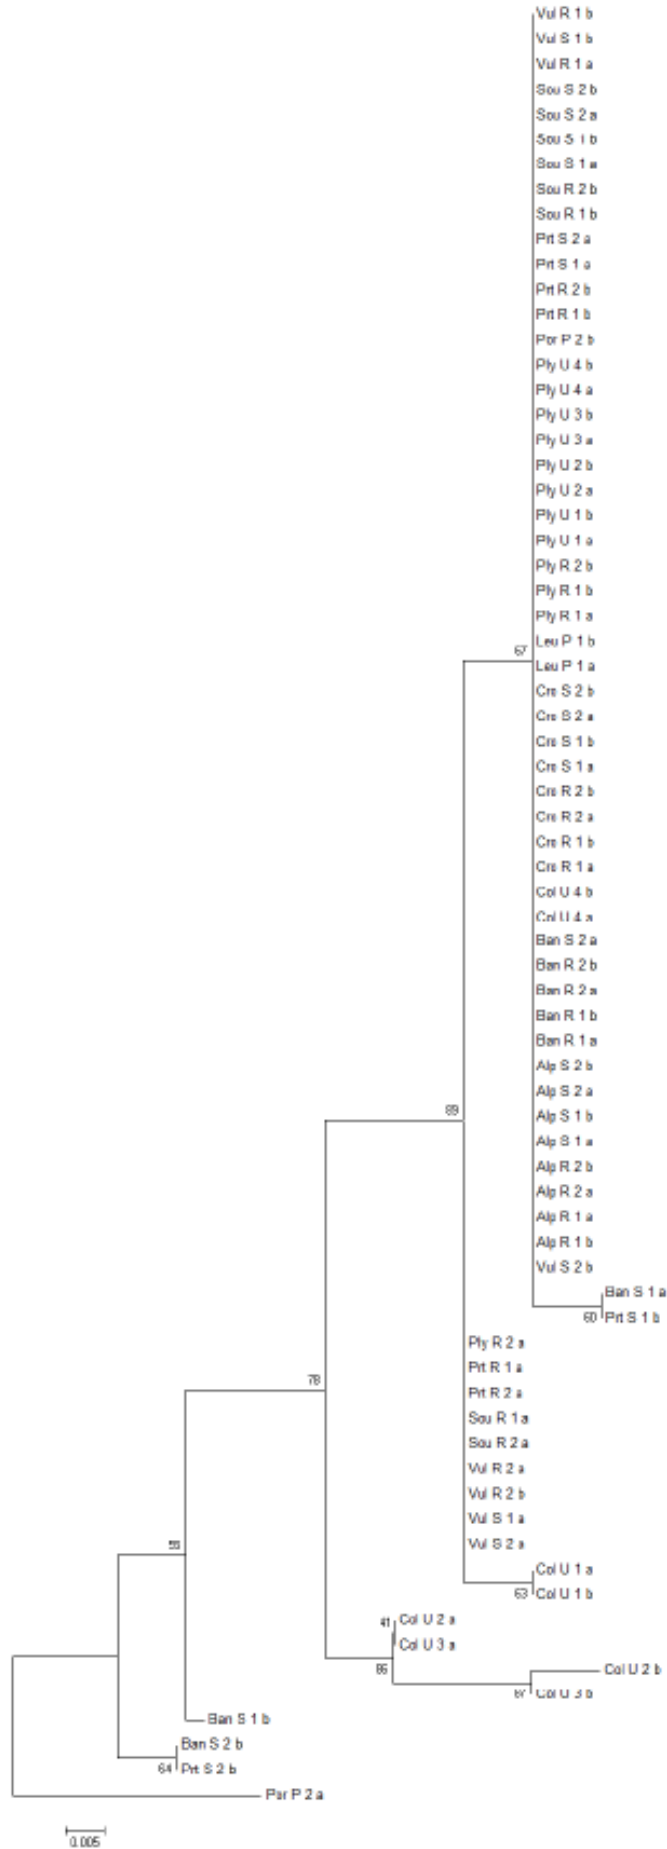 Vul R 1 b
Vul S 1 b
Vul R 1 a
Sou S 2 b
Sou S 2 a
Sou S 1 b
Sou S 1 a
Sou R 2 b
Sou R 1 b
Prt S 2 a
Prt S 1 a
Prt R 2 b
Prt R 1 b
Por P 2 b
Ply U 4 b
Ply U 4 a
Ply U 3 b
Ply U 3 a
Ply U 2 b
Ply U 2 a
Ply U 1 b
Ply U 1 a
Ply R 2 b
Ply R 1 b
Ply R 1 a
Leu P 1 b
67
Leu P 1 a
Cre S 2 b
Cre S 2 a
Cre S 1 b
Cre S 1 a
Cre R 2 b
Cre R 2 a
Cre R 1 b
Cre R 1 a
Col U 4 b
Col U 4 a
Ban S 2 a
Ban R 2 b
Ban R 2 a
Ban R 1 b
Ban R 1 a
Alp S 2 b
Alp S 2 a
89
Alp S 1 b
Alp S 1 a
Alp R 2 b
Alp R 2 a
Alp R 1 a
Alp R 1 b
Vul S 2 b
Ban S 1 a
60 Prt S 1 b
Ply R 2 a
Prt R 1 a
78
Prt R 2 a
Sou R 1 a
Sou R 2 a
Vul R 2 a
Vul R 2 b
Vul S 1 a
Vul S 2 a
Col U 1 a
63 Col U 1 b
41 Col U 2 a
Col U 3 a
86
Col U 2 b
Col U 3 b
Ban S 1 b
Ban S 2 b
64 Prt S 2 b
Por P 2 a
0.005